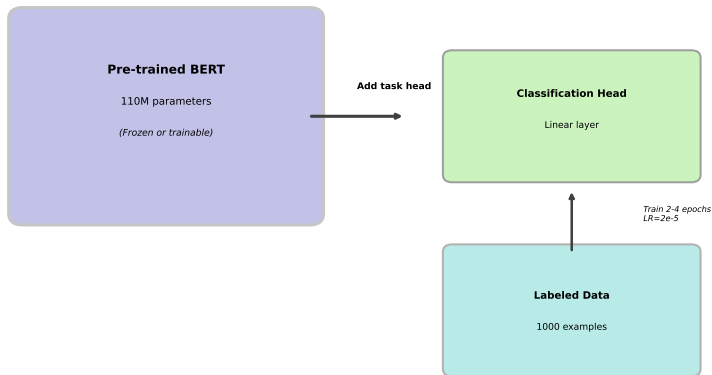 Pre-trained BERT
110M parameters
(Frozen or trainable)
Add task head
Classification Head
Linear layer
Train 2-4 epochs
LR=2e-5
Labeled Data
1000 examples